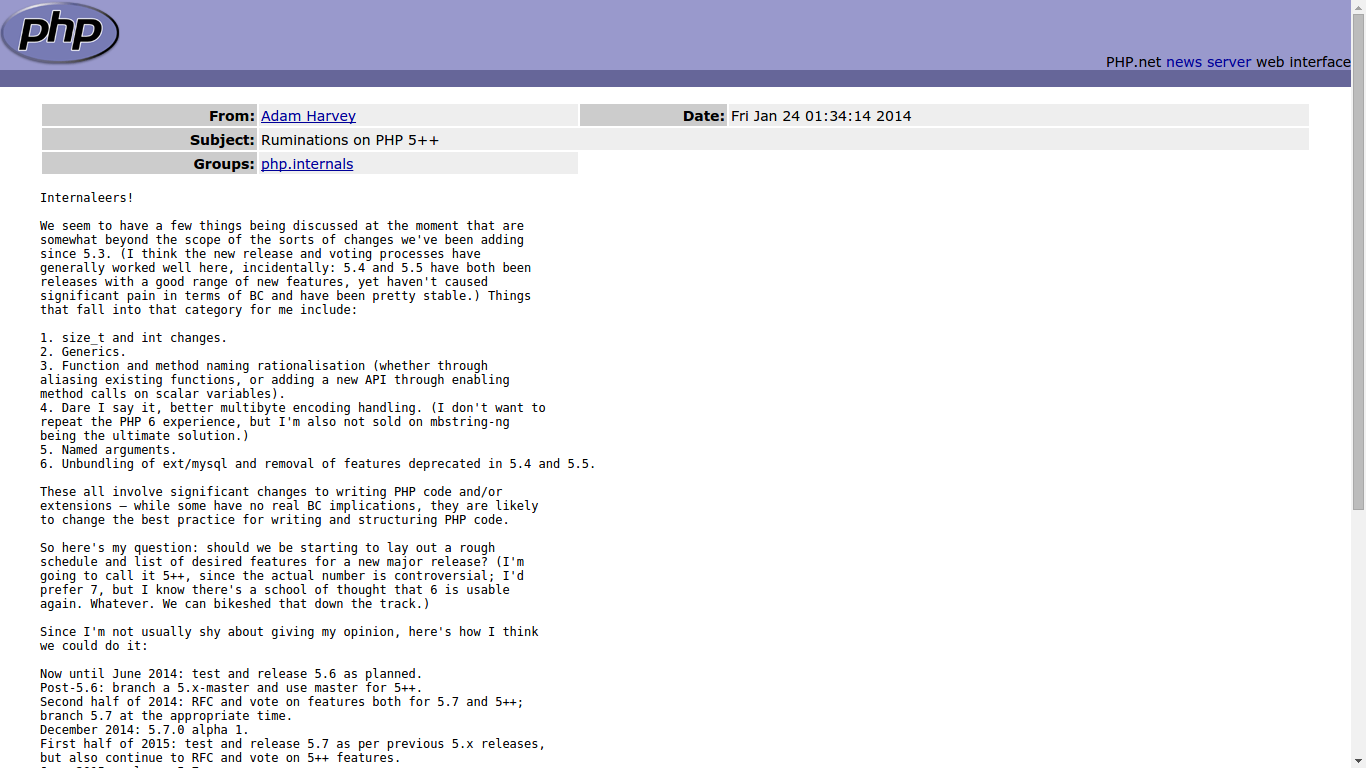 php
PHP.net news server web interface
From: Adam Harvey Date: Fri Jan 24 01:34:14 2014
Subject: Ruminations on PHP 5++
Groups: php.internals
Internaleers!
We seem to have a few things being discussed at the moment that are
somewhat beyond the scope of the sorts of changes we've been adding
since 5.3. (I think the new release and voting processes have
generally worked well here, incidentally: 5.4 and 5.5 have both been
releases with a good range of new features, yet haven't caused
significant pain in terms of BC and have been pretty stable.) Things
that fall into that category for me include:
1. size_t and int changes.
2. Generics.
3. Function and method naming rationalisation (whether through
aliasing existing functions, or adding a new API through enabling
method calls on scalar variables).
4. Dare I say it, better multibyte encoding handling. (I don't want to
repeat the PHP 6 experience, but I'm also not sold on mbstring-ng
being the ultimate solution.)
5. Named arguments.
6. Unbundling of ext/mysql and removal of features deprecated in 5.4 and 5.5.
These all involve significant changes to writing PHP code and/or
extensions — while some have no real BC implications, they are likely
to change the best practice for writing and structuring PHP code.
So here's my question: should we be starting to lay out a rough
schedule and list of desired features for a new major release? (I'm
going to call it 5++, since the actual number is controversial; I'd
prefer 7, but I know there's a school of thought that 6 is usable
again. Whatever. We can bikeshed that down the track.)
Since I'm not usually shy about giving my opinion, here's how I think
we could do it:
Now until June 2014: test and release 5.6 as planned.
Post-5.6: branch a 5.x-master and use master for 5++.
Second half of 2014: RFC and vote on features both for 5.7 and 5++;
branch 5.7 at the appropriate time.
December 2014: 5.7.0 alpha 1.
First half of 2015: test and release 5.7 as per previous 5.x releases,
but also continue to RFC and vote on 5++ features.